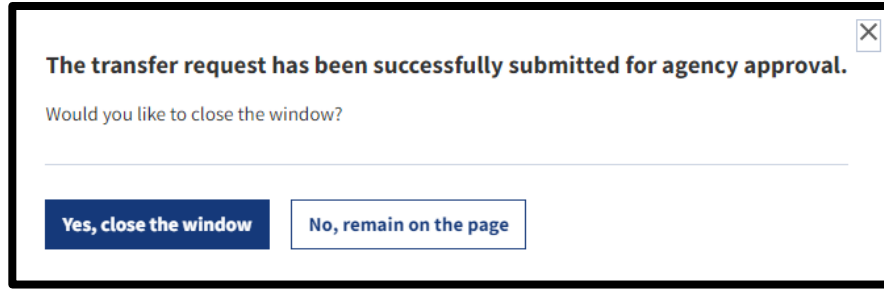 The transfer request has been successfully submitted for agency approval.
Would you like to close the window?
Yes, close the window
No, remain on the page